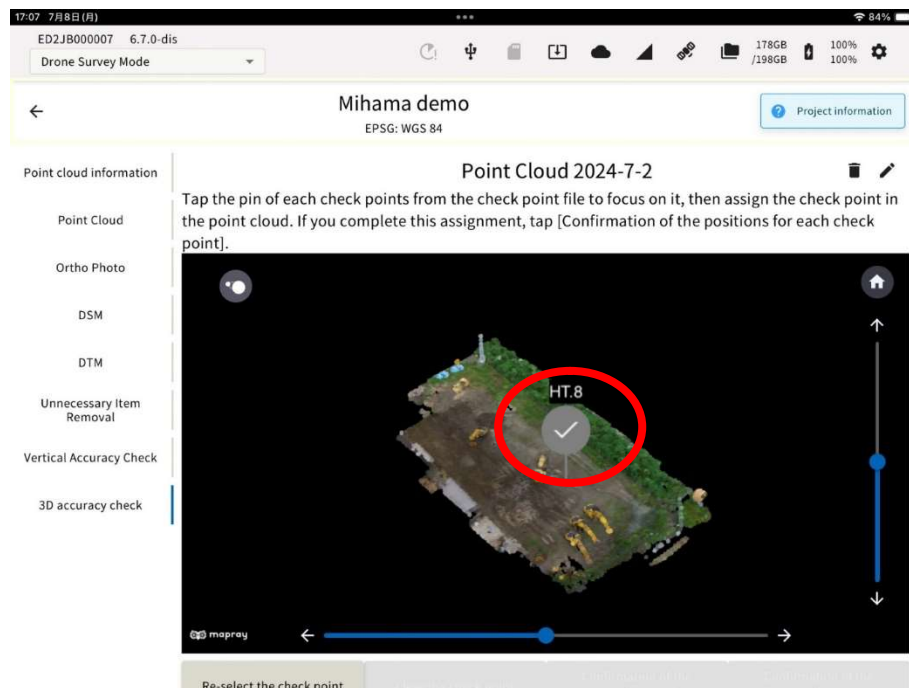 17:07 7月8日(月)
84%
ED2JB000007 6.7.0-dis
Drone Survey Mode
178GB
/198GB
100%
100%
Mihama demo
EPSG: WGS 84
Project information
Point cloud information
Point Cloud
Ortho Photo
DSM
DTM
Unnecessary Item
Removal
Vertical Accuracy Check
3D accuracy check
Point Cloud 2024-7-2
Tap the pin of each check points from the check point file to focus on it, then assign the check point in
the point cloud. If you complete this assignment, tap [Confirmation of the positions for each check
point].
HT.8
mapray
Re-select the check point